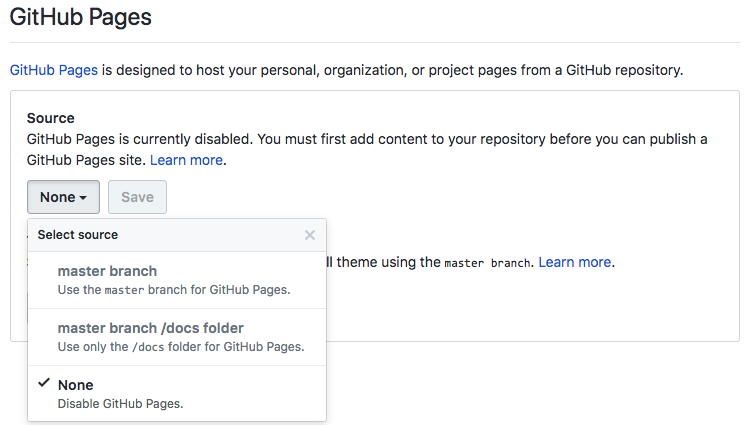 GitHub Pages
GitHub Pages is designed to host your personal, organization, or project pages from a GitHub repository.
Source
GitHub Pages is currently disabled. You must first add content to your repository before you can publish a
GitHub Pages site. Learn more.
None
Save
Select source
theme using the master branch. Learn more.
master branch
Use the master branch for GitHub Pages.
master branch /docs folder
Use only the /docs folder for GitHub Pages.
None
Disable GitHub Pages.